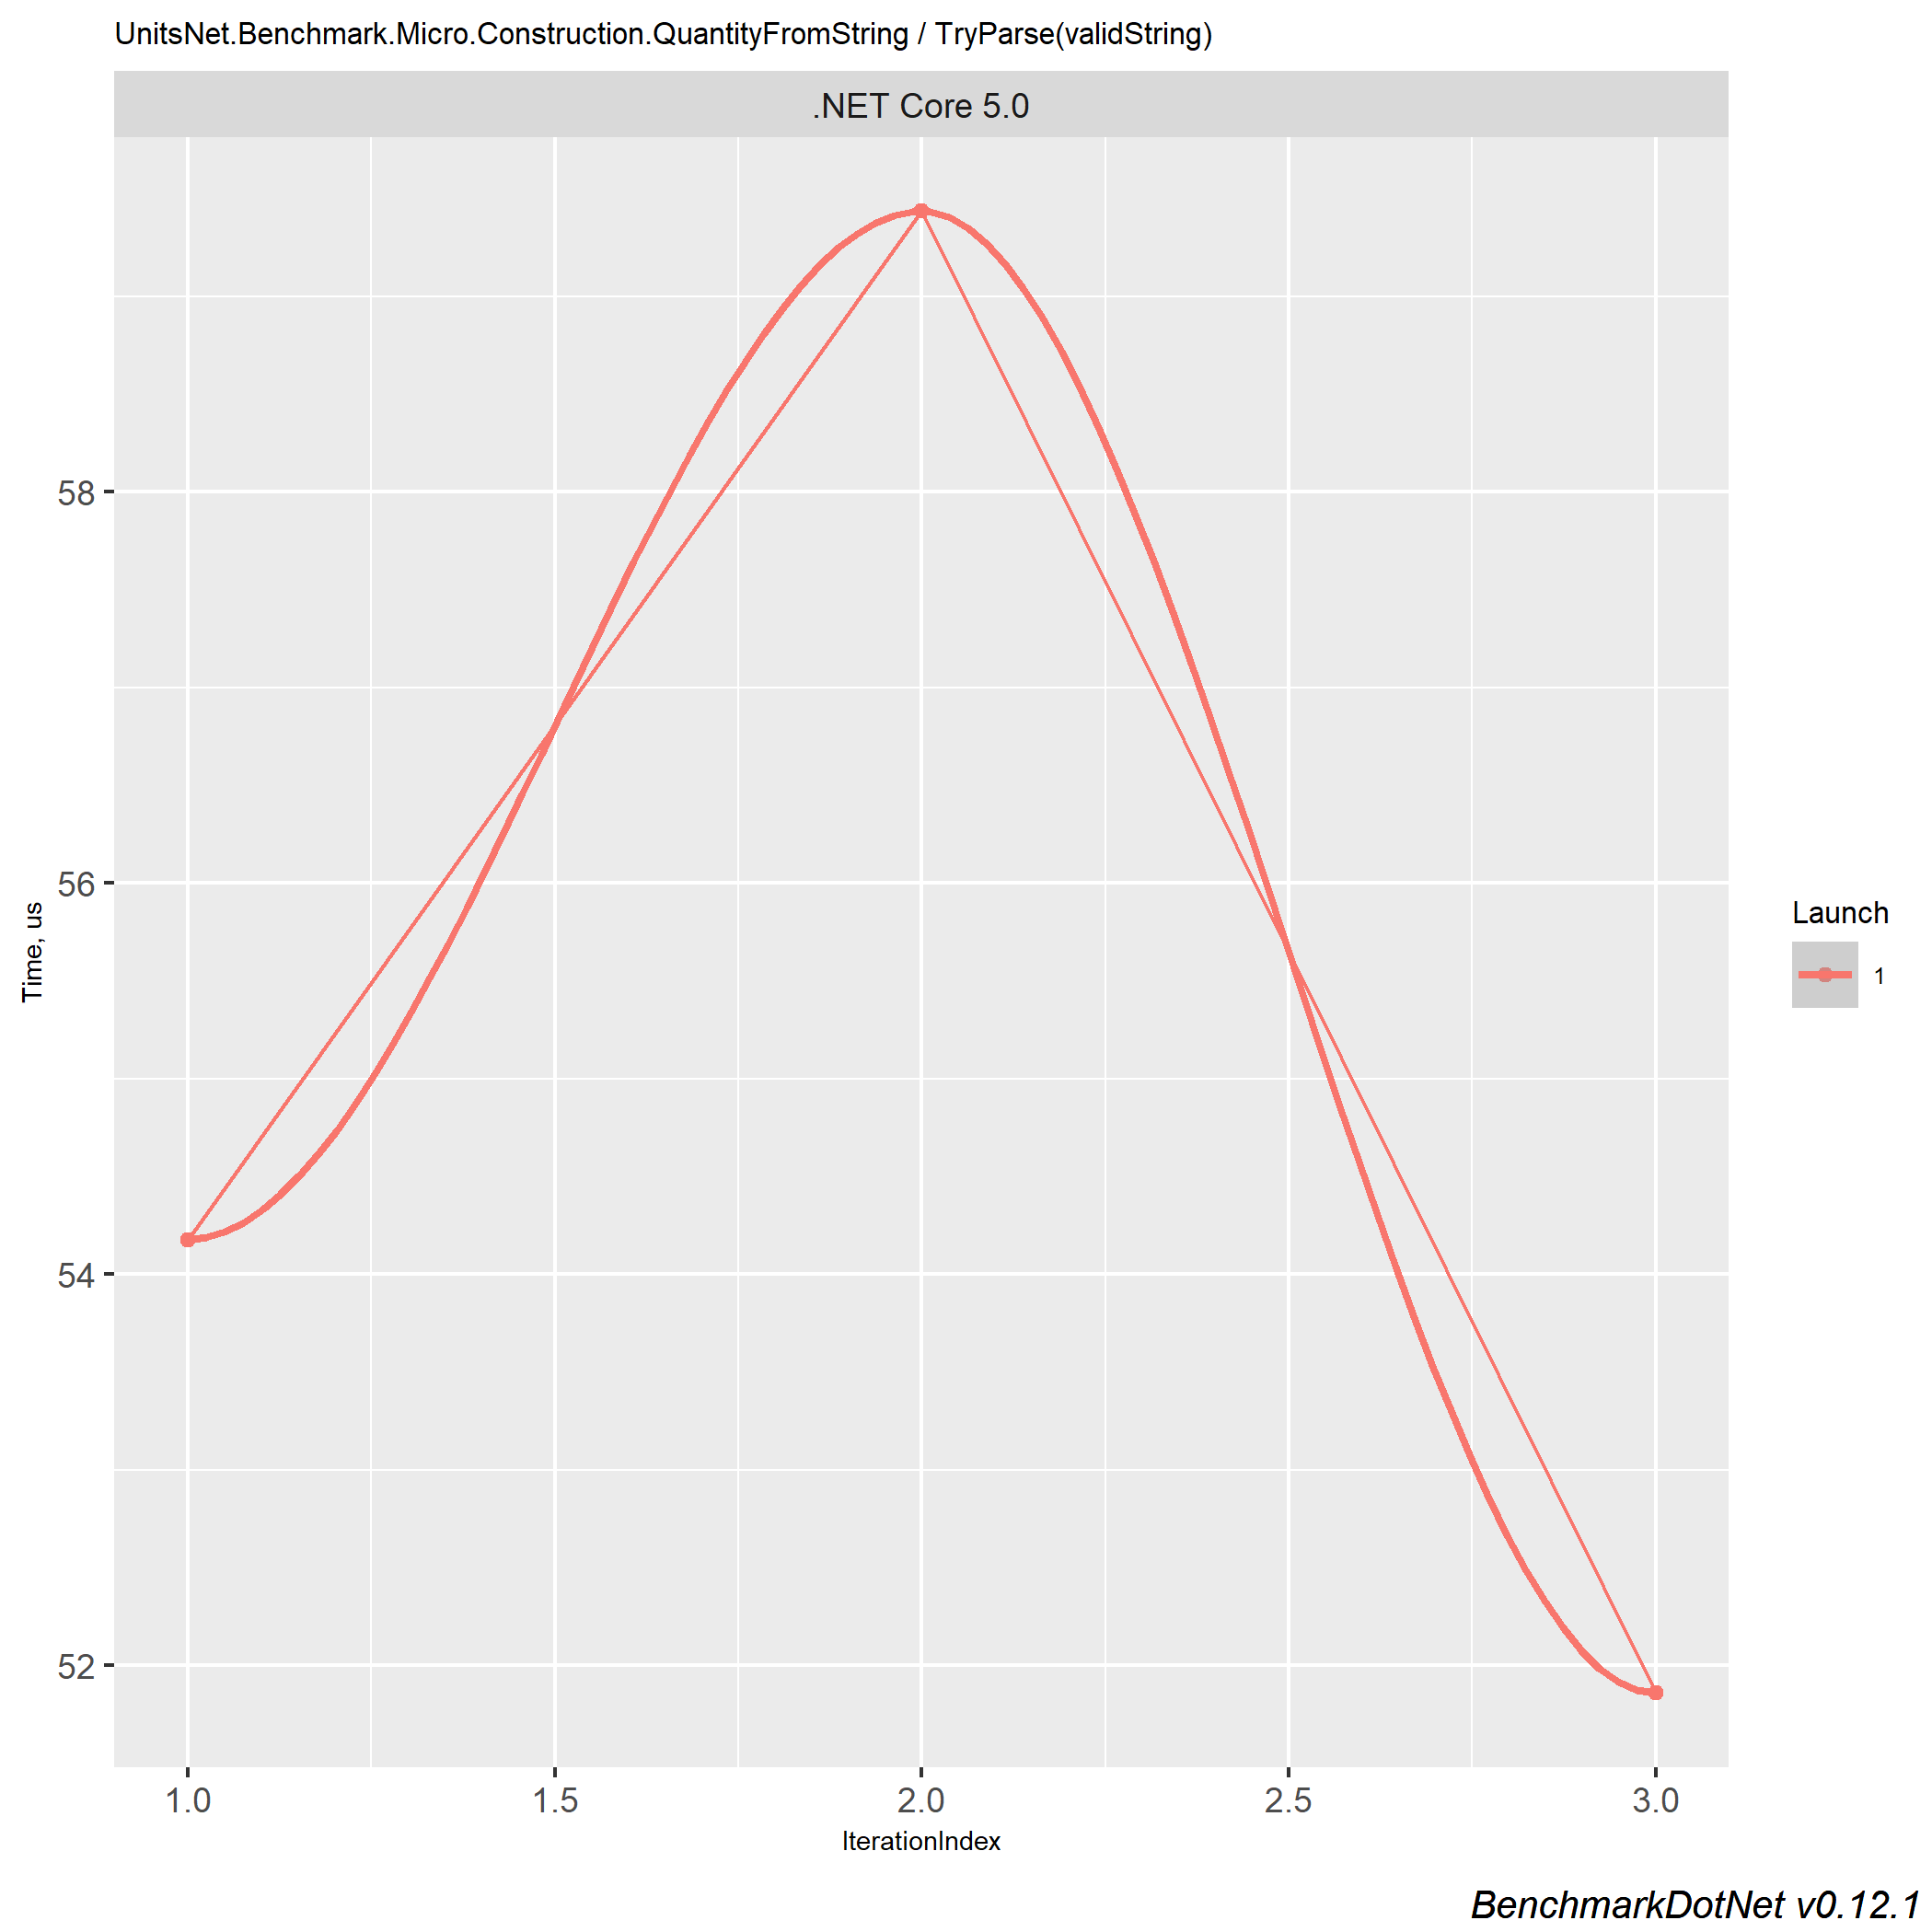 UnitsNet.Benchmark.Micro.Construction.QuantityFromString / TryParse(validString)
.NET Core 5.0
58
56
54
52
Time, us
1.0 1.5 2.0 2.5 3.0
IterationIndex
Launch
1
BenchmarkDotNet v0.12.1